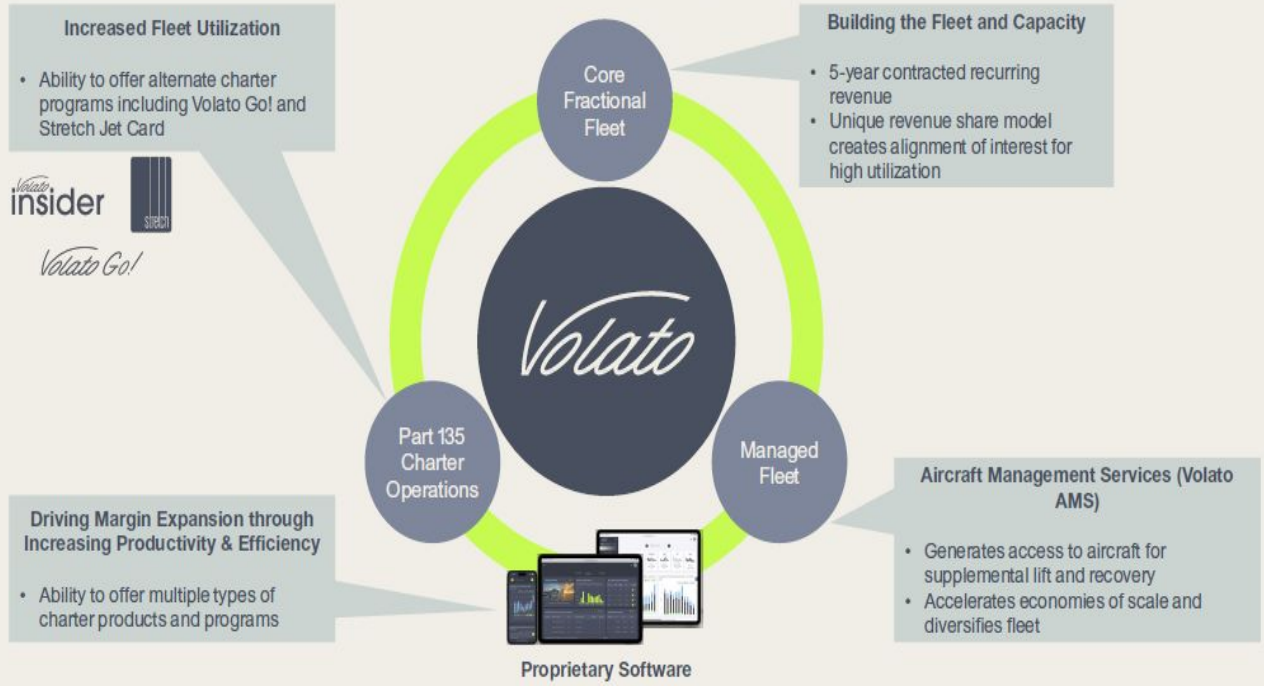 Increased Fleet Utilization
• Ability to offer alternate charter
programs including Volato Go! and
Stretch Jet Card
Volato
insider
stretch
Volato Go!
Core
Fractional
Fleet
Building the Fleet and Capacity
• 5-year contracted recurring
revenue
• Unique revenue share model
creates alignment of interest for
high utilization
Volato
Part 135
Charter
Operations
Managed
Fleet
Driving Margin Expansion through
Increasing Productivity & Efficiency
• Ability to offer multiple types of
charter products and programs
Aircraft Management Services (Volato
AMS)
• Generates access to aircraft for
supplemental lift and recovery
• Accelerates economies of scale and
diversifies fleet
Proprietary Software